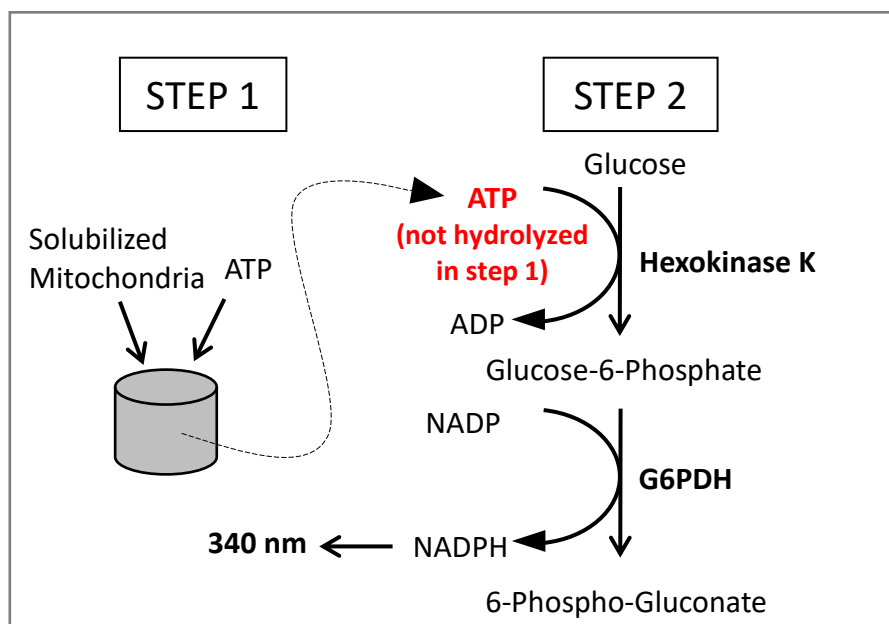 STEP 1
STEP 2
Glucose
ATP
(not hydrolyzed
in step 1)
Solubilized
Mitochondria
ATP
Hexokinase K
ADP
Glucose-6-Phosphate
NADP
G6PDH
340 nm
NADPH
6-Phospho-Gluconate